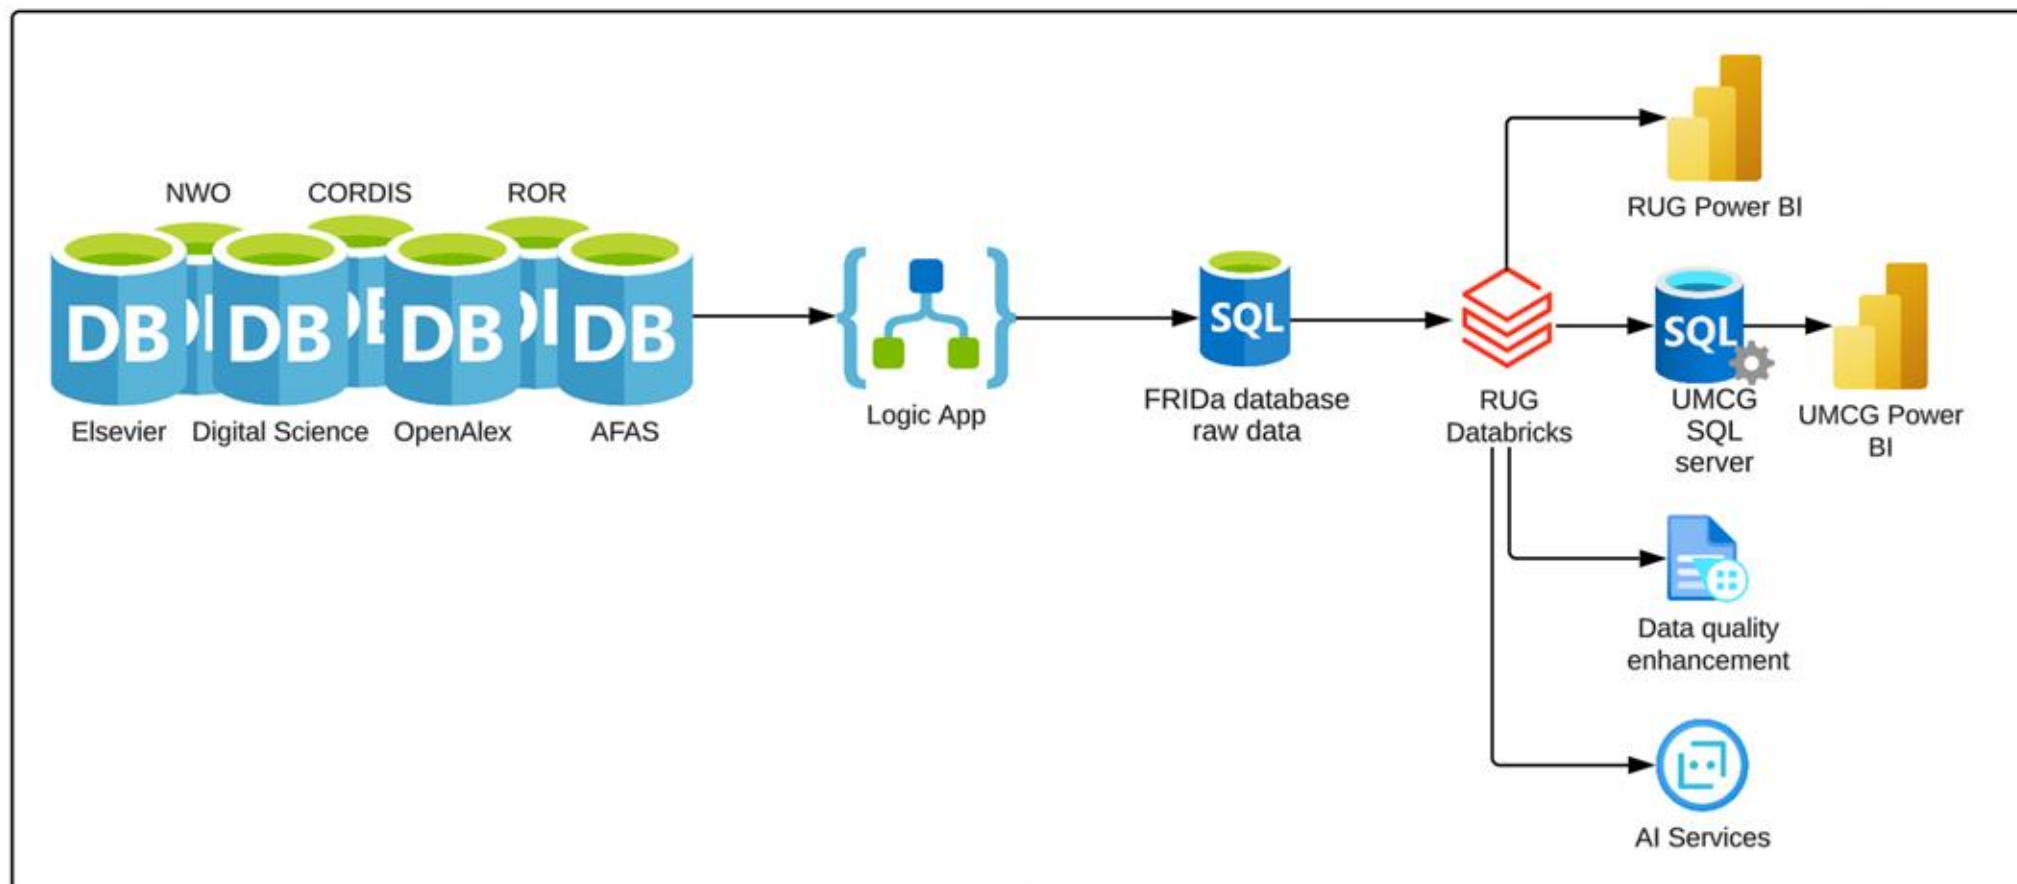 NWO
CORDIS
ROR
DB
DB
DB
DB
Elsevier
Digital Science
OpenAlex
AFAS
Logic App
SQL
FRIDa database
raw data
RUG
Databricks
RUG Power BI
SQL
UMCG
SQL
server
UMCG Power
BI
Data quality
enhancement
AI Services